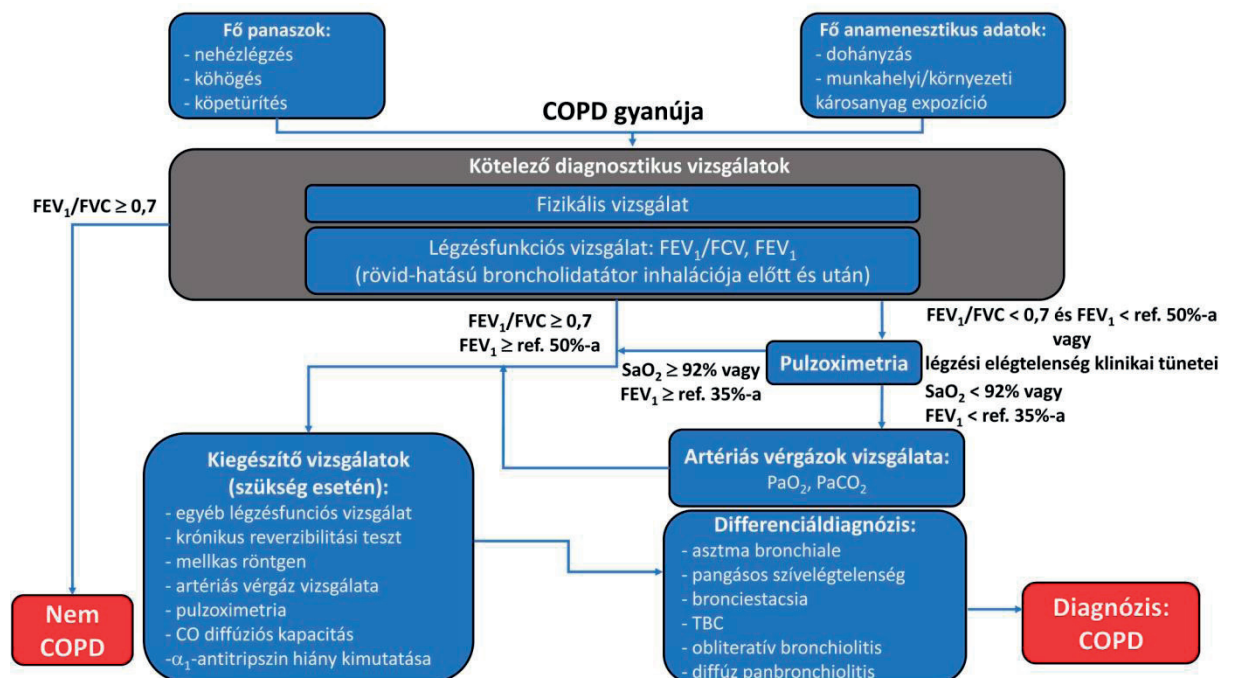 Fő panaszok:
- nehézlégzés
- köhögés
- köpetürítés
Fő anamenesztikus adatok:
- dohányzás
- munkahelyi/környezeti
károsanyag expozíció
COPD gyanúja
Kötelező diagnosztikus vizsgálatok
Fizikális vizsgálat
Légzésfunkciós vizsgálat: FEV₁/FCV, FEV₁
(rövid-hatású broncholidatátor inhalációja előtt és után)
FEV₁/FVC ≥ 0,7
FEV₁/FVC ≥ 0,7
FEV₁ ≥ ref. 50%-a
FEV₁/FVC < 0,7 és FEV₁ < ref. 50%-a
vagy
légzési elégtelenség klinikai tünetei
Pulzoximetria
SaO₂ ≥ 92% vagy
FEV₁ ≥ ref. 35%-a
SaO₂ < 92% vagy
FEV₁ < ref. 35%-a
Artériás vérgázok vizsgálata:
PaO₂, PaCO₂
Kiegészítő vizsgálatok
(szükség esetén):
- egyéb légzésfunciós vizsgálat
- krónikus reverzibilitási teszt
- mellkas röntgen
- artériás vérgáz vizsgálata
- pulzoximetria
- CO diffúziós kapacitás
-α₁-antitripszin hiány kimutatása
Differenciáldiagnózis:
- asztma bronchiale
- pangásos szívelégtelenség
- bronciestacsia
- TBC
- obliteratív bronchiolitis
- diffúz panbronchiolitis
Nem
COPD
Diagnózis:
COPD